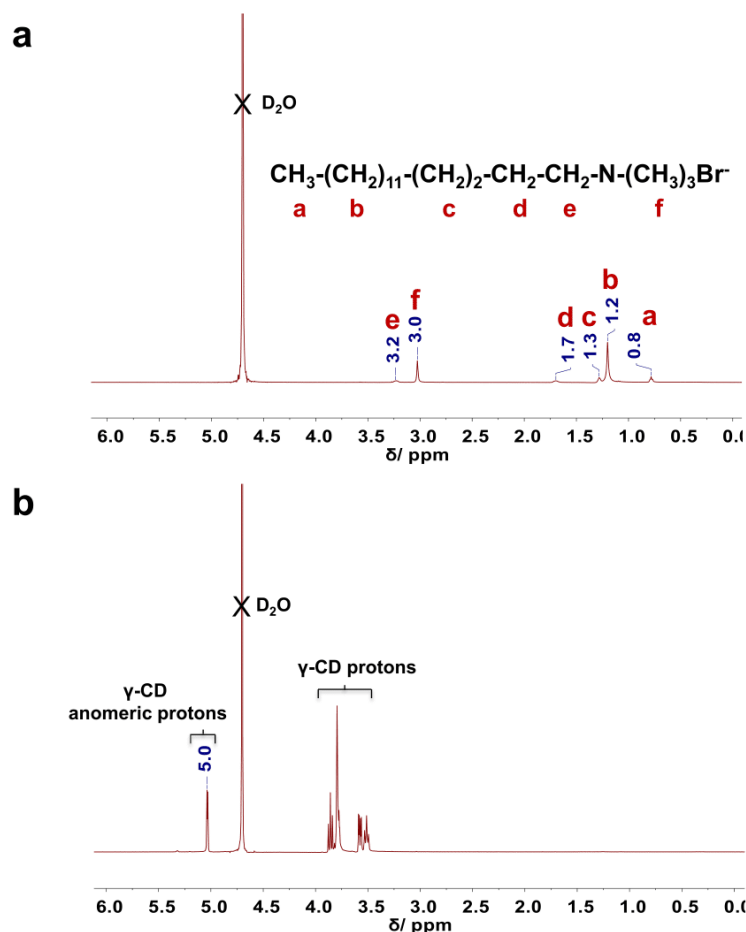 a
D₂O
CH₃-(CH₂)₁₁-(CH₂)₂-CH₂-CH₂-N-(CH₃)₃Br⁻
a b c d e f
e f d c b a
3.2 3.0 1.7 1.3 1.2 0.8
6.0 5.0 4.5 4.0 3.5 3.0 2.5 2.0 1.5 1.0 0.5 0.0
δ/ ppm
b
D₂O
γ-CD
anomeric protons
γ-CD protons
5.0
6.0 5.5 5.0 4.5 4.0 3.5 3.0 2.5 2.0 1.5 1.0 0.5 0.0
δ/ ppm